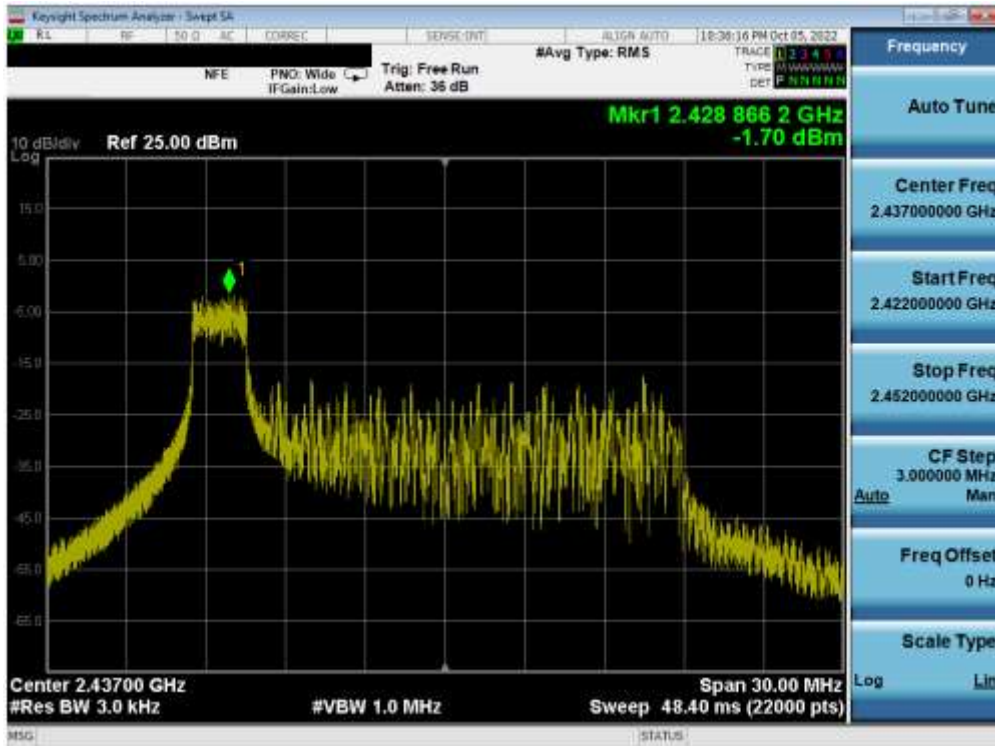 Keysight Spectrum Analyzer - Swept SA
RL RF 50 Ω AC CORREC SENSE:INT ALIGN AUTO 10:36:16 PM Oct 05, 2022
#Avg Type: RMS
TRACE 1 2 3 4 5 6
NFE PNO: Wide Trig: Free Run
TYPE
IFGain:Low Atten: 36 dB
DET P N N N N N
Mkr1 2.428 866 2 GHz
-1.70 dBm
10 dB/div Ref 25.00 dBm
Log
15.0
5.00
1
-5.00
-15.0
-25.0
-35.0
-45.0
-55.0
-65.0
Center 2.43700 GHz Span 30.00 MHz
#Res BW 3.0 kHz #VBW 1.0 MHz Sweep 48.40 ms (22000 pts)
MSG STATUS
Frequency
Auto Tune
Center Freq
2.437000000 GHz
Start Freq
2.422000000 GHz
Stop Freq
2.452000000 GHz
CF Step
3.000000 MHz
Auto Man
Freq Offset
0 Hz
Scale Type
Log Lin